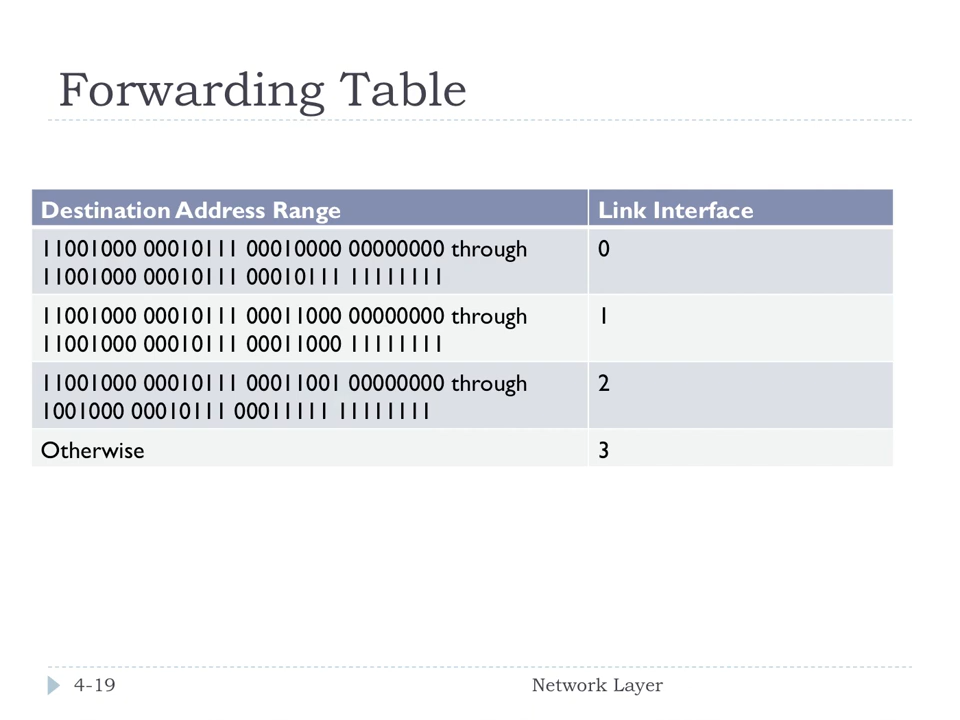 Forwarding Table
Destination Address Range
Link Interface
11001000 00010111 00010000 00000000 through
11001000 00010111 00010111 11111111
0
11001000 00010111 00011000 00000000 through
11001000 00010111 00011000 11111111
1
11001000 00010111 00011001 00000000 through
1001000 00010111 00011111 11111111
2
Otherwise
3
4-19
Network Layer